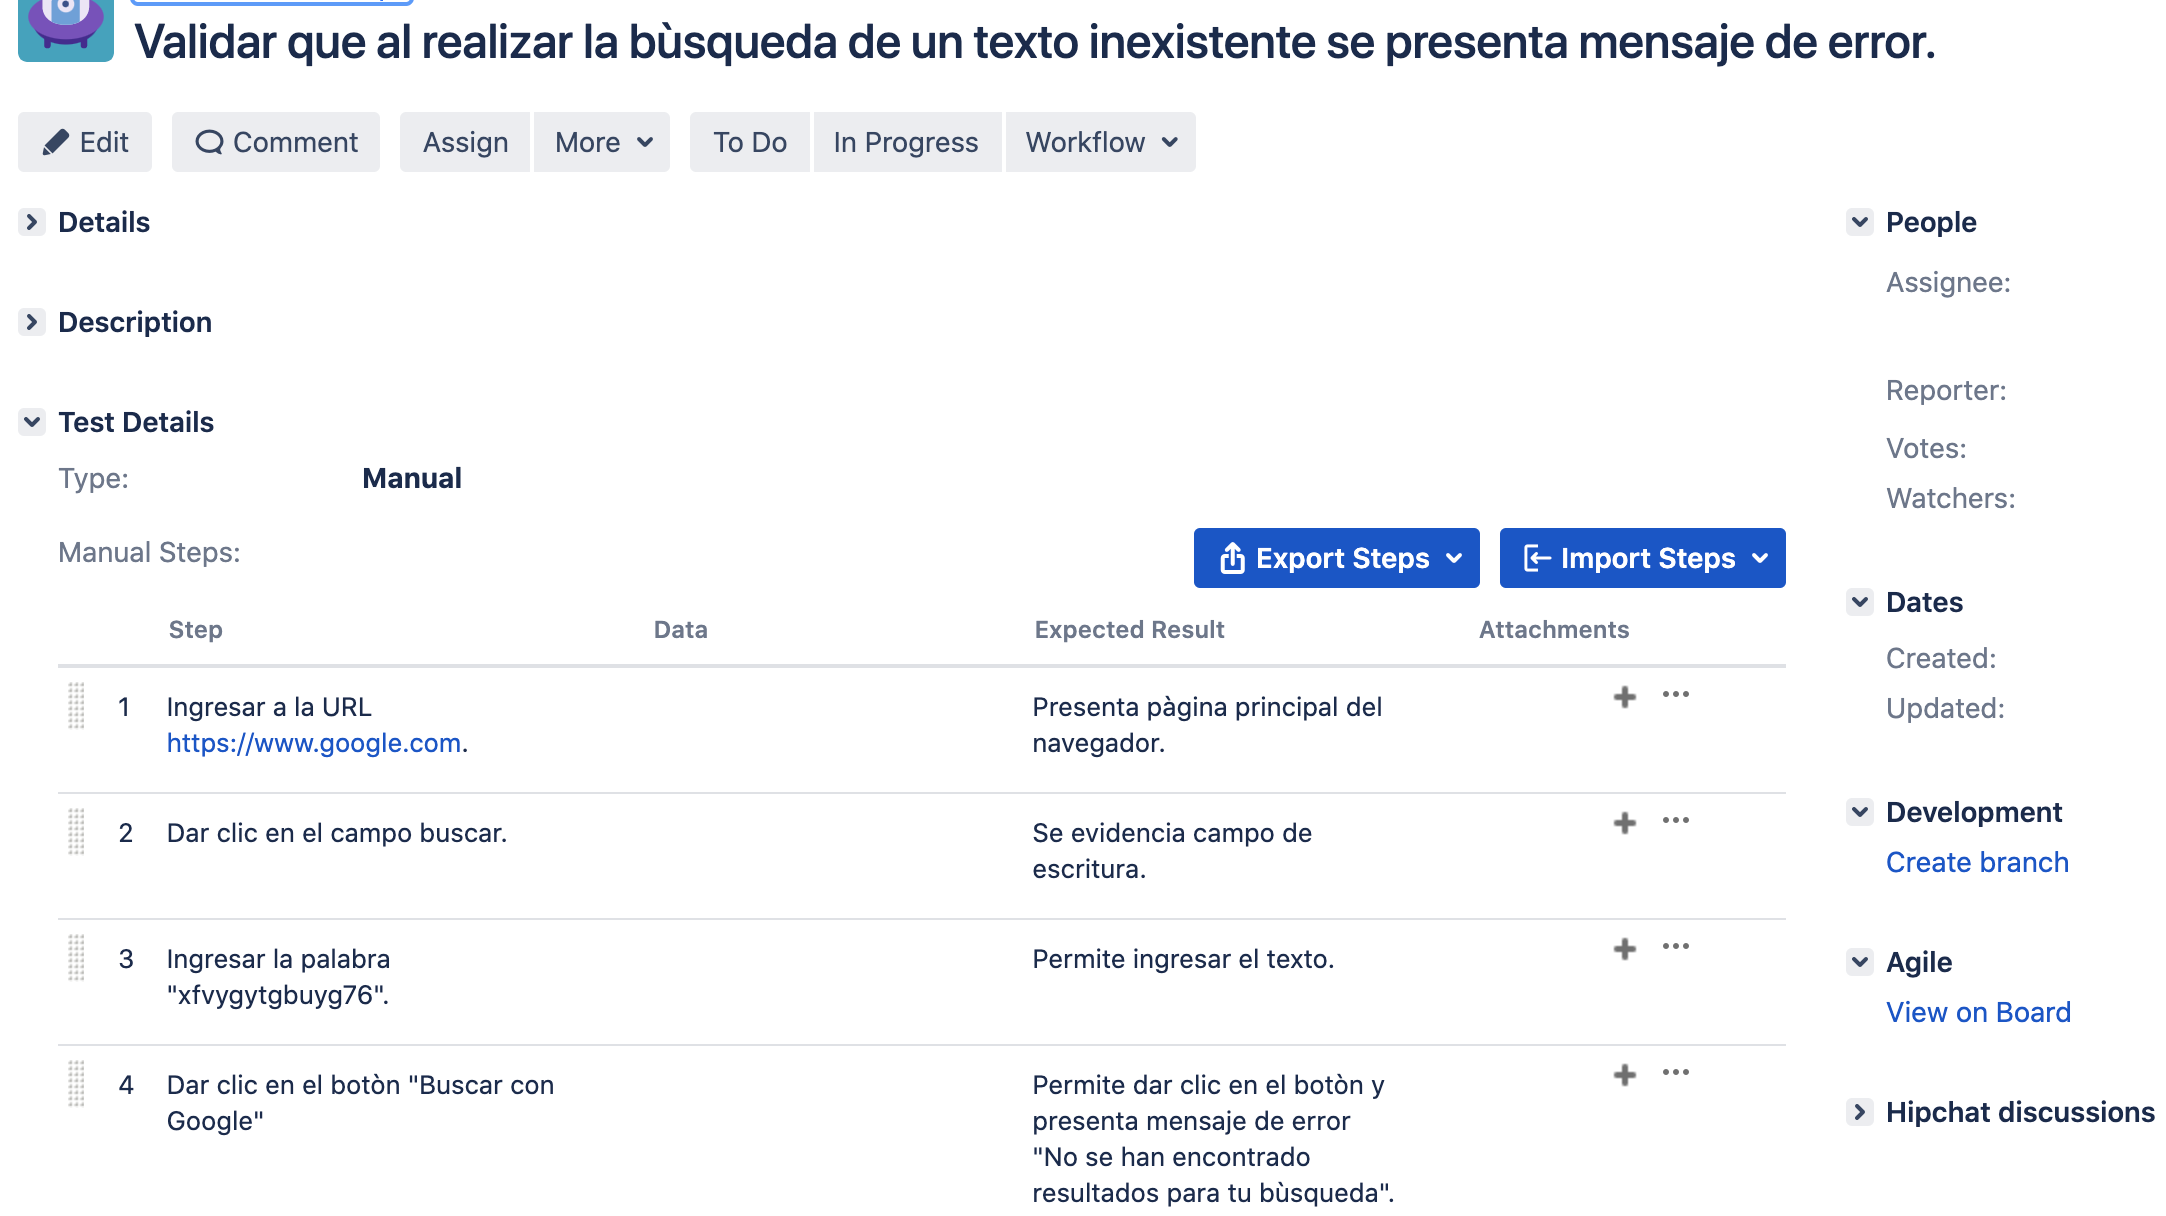 Validar que al realizar la bùsqueda de un texto inexistente se presenta mensaje de error.
Edit
Comment
Assign
More
To Do
In Progress
Workflow
Details
Description
Test Details
Type: Manual
Manual Steps:
Export Steps
Import Steps
Step Data Expected Result Attachments
1 Ingresar a la URL
https://www.google.com.
Presenta pàgina principal del
navegador.
2 Dar clic en el campo buscar.
Se evidencia campo de
escritura.
3 Ingresar la palabra
"xfvygytgbuyg76".
Permite ingresar el texto.
4 Dar clic en el botòn "Buscar con
Google"
Permite dar clic en el botòn y
presenta mensaje de error
"No se han encontrado
resultados para tu bùsqueda".
People
Assignee:
Reporter:
Votes:
Watchers:
Dates
Created:
Updated:
Development
Create branch
Agile
View on Board
Hipchat discussions